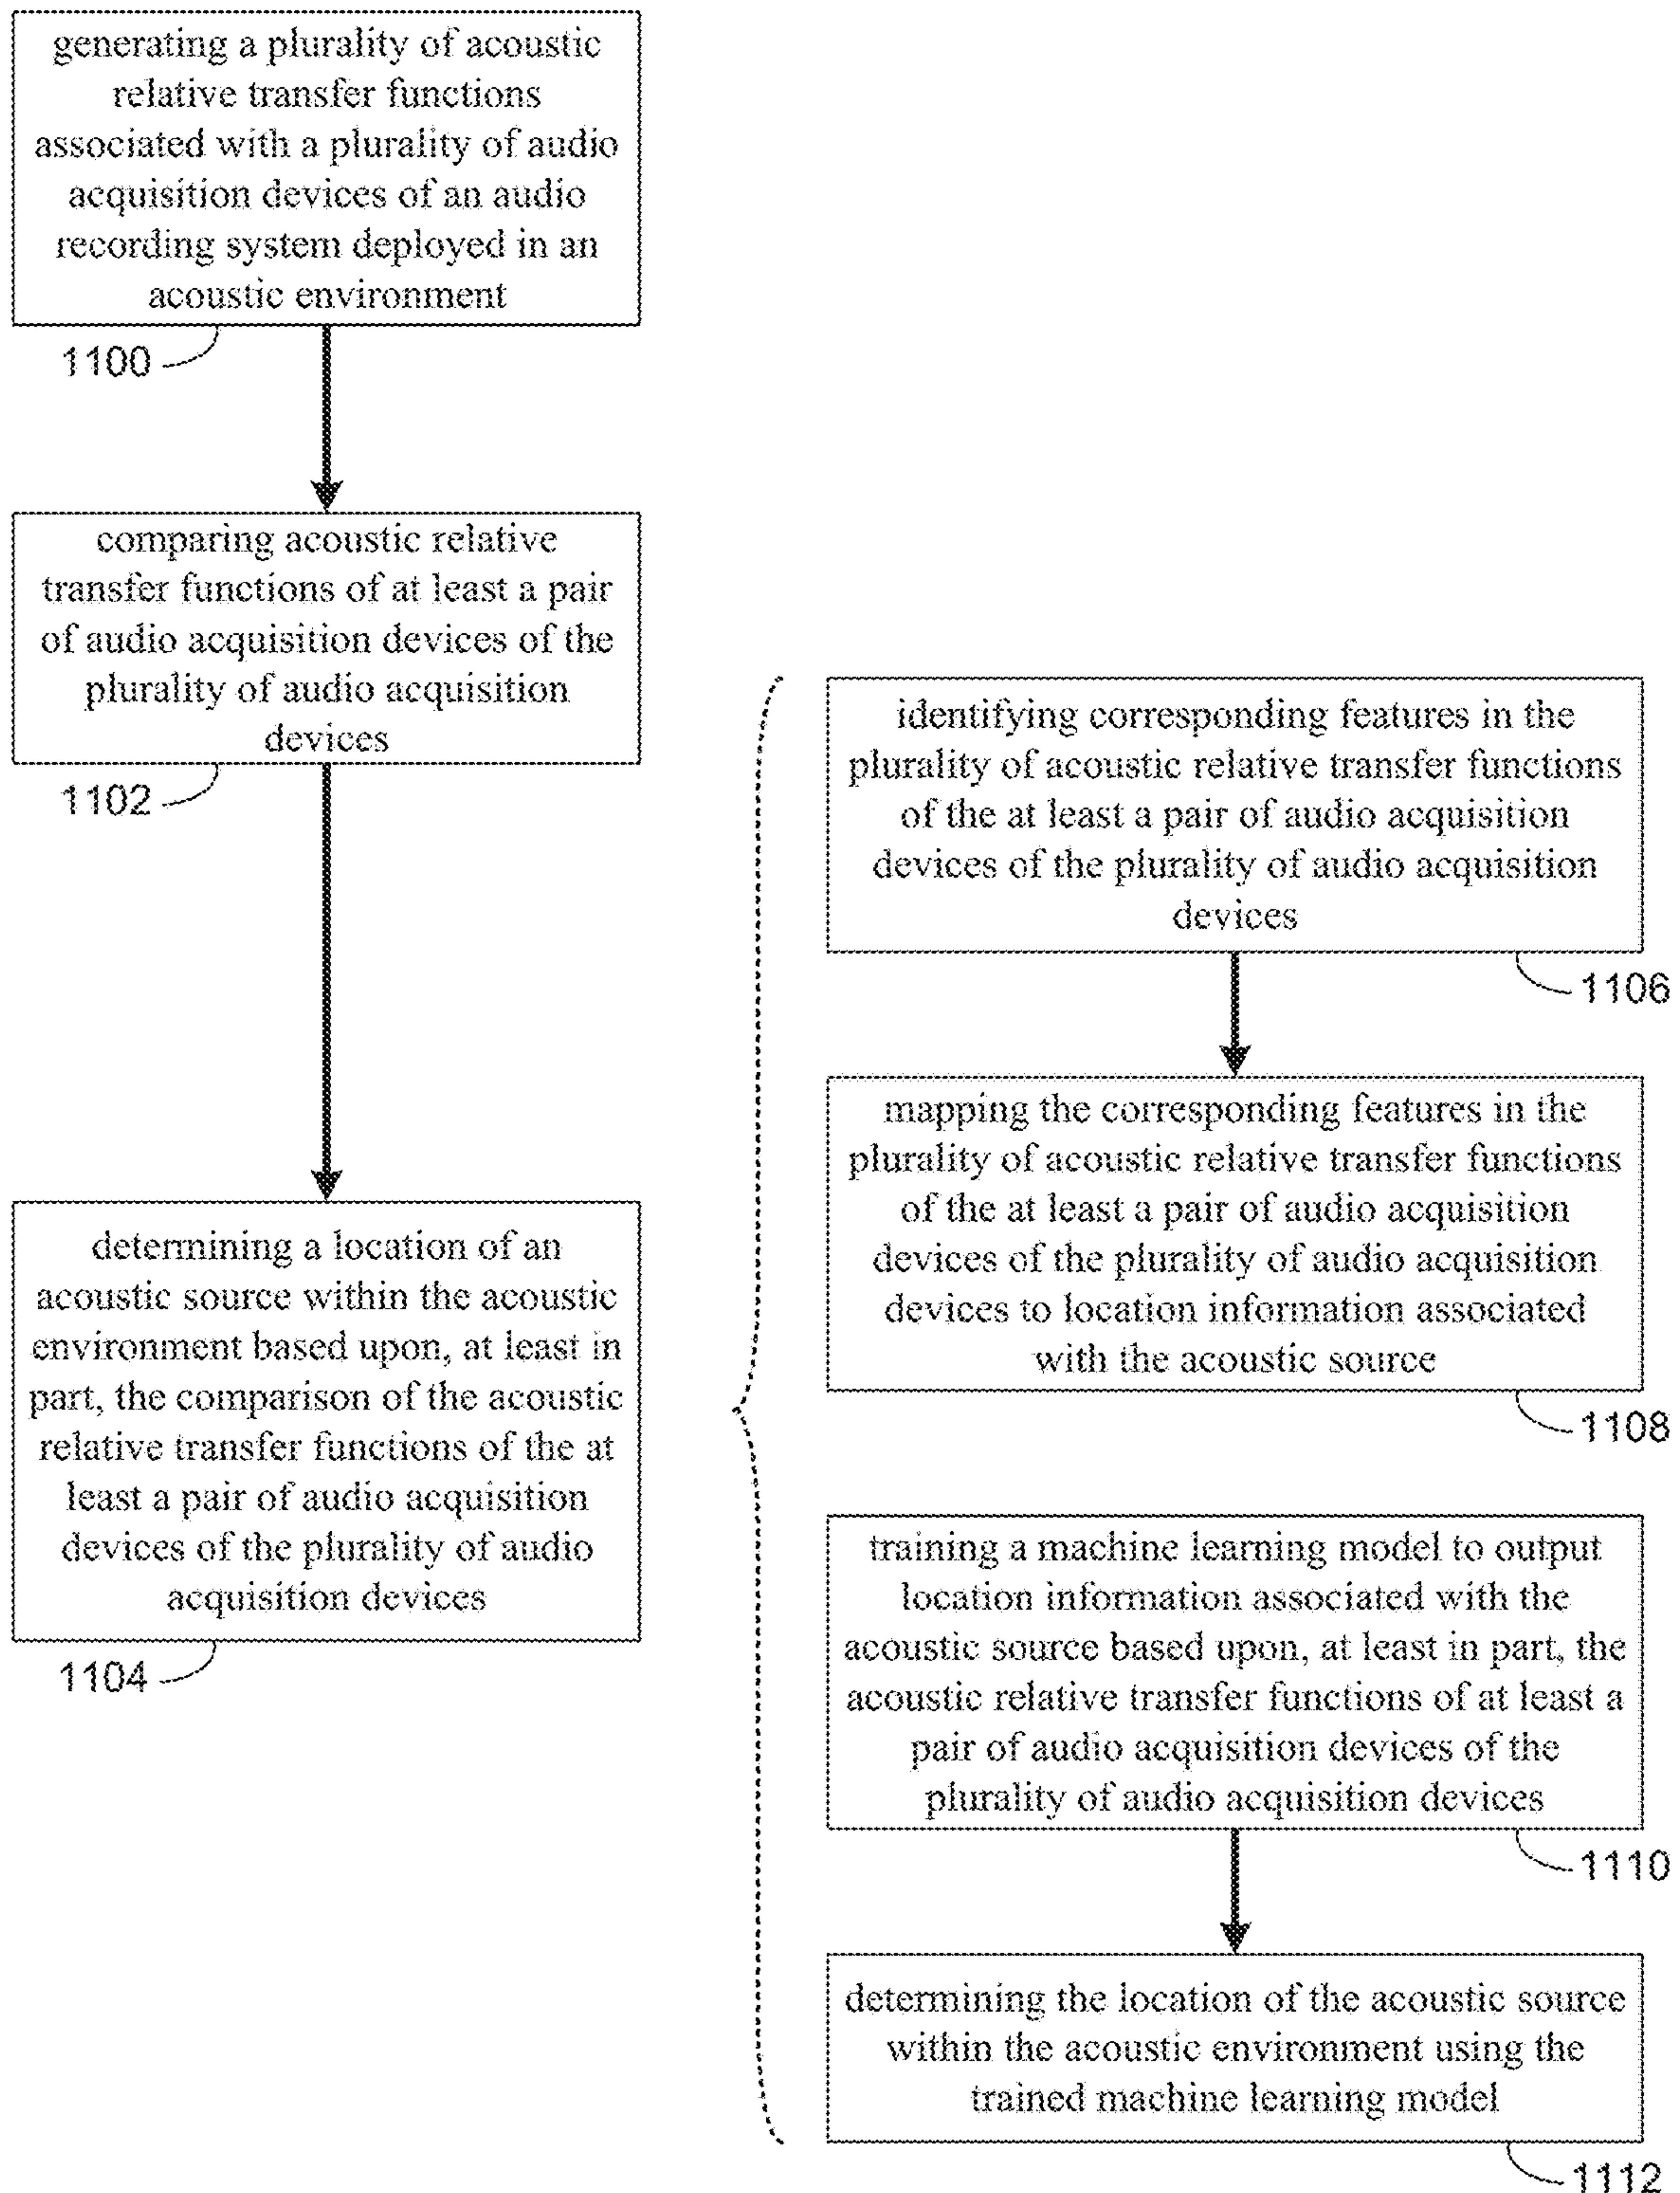 generating a plurality of acoustic
relative transfer functions
associated with a plurality of audio
acquisition devices of an audio
recording system deployed in an
acoustic environment
1100
comparing acoustic relative
transfer functions of at least a pair
of audio acquisition devices of the
plurality of audio acquisition
devices
1102
determining a location of an
acoustic source within the acoustic
environment based upon, at least in
part, the comparison of the acoustic
relative transfer functions of the at
least a pair of audio acquisition
devices of the plurality of audio
acquisition devices
1104
identifying corresponding features in the
plurality of acoustic relative transfer functions
of the at least a pair of audio acquisition
devices of the plurality of audio acquisition
devices
1106
mapping the corresponding features in the
plurality of acoustic relative transfer functions
of the at least a pair of audio acquisition
devices of the plurality of audio acquisition
devices to location information associated
with the acoustic source
1108
training a machine learning model to output
location information associated with the
acoustic source based upon, at least in part, the
acoustic relative transfer functions of at least a
pair of audio acquisition devices of the
plurality of audio acquisition devices
1110
determining the location of the acoustic source
within the acoustic environment using the
trained machine learning model
1112